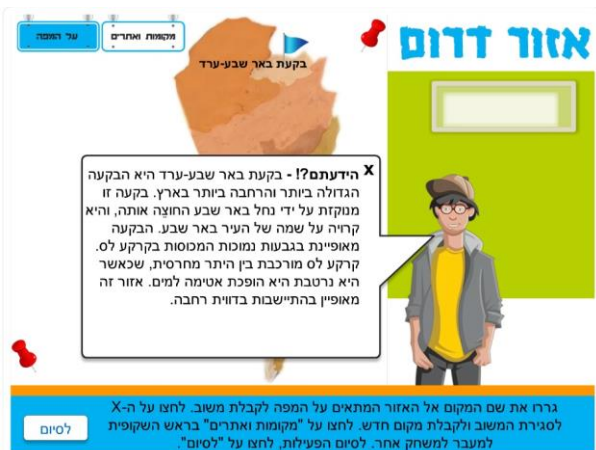 אזור דרום
מקומות ואתרים
על המפה
בקעת באר שבע-ערד
X
הידעתם?! - בקעת באר שבע-ערד היא הבקעה
הגדולה ביותר והרחבה ביותר בארץ. בקעה זו
מנוקזת על ידי נחל באר שבע החוצָה אותה, והיא
קרויה על שמה של העיר באר שבע. הבקעה
מאופיינת בגבעות נמוכות המכוסות בקרקע לס.
קרקע לס מורכבת בין היתר מחרסית, שכאשר
היא נרטבת היא הופכת אטימה למים. אזור זה
מאופיין בהתיישבות בדווית רחבה.
גררו את שם המקום אל האזור המתאים על המפה לקבלת משוב. לחצו על ה-X
לסגירת המשוב ולקבלת מקום חדש. לחצו על "מקומות ואתרים" בראש השקופית
למעבר למשחק אחר. לסיום הפעילות, לחצו על "לסיום".
לסיום